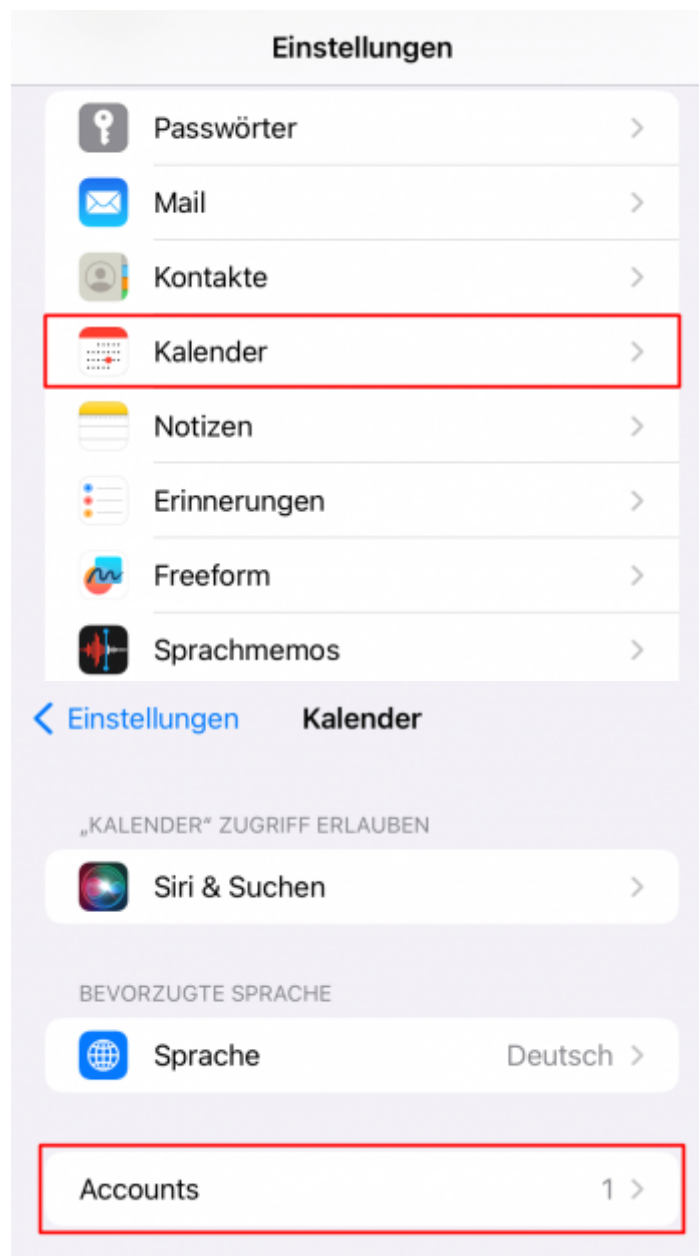 Einstellungen
Passwörter
Mail
Kontakte
Kalender
Notizen
Erinnerungen
Freeform
Sprachmemos
Einstellungen Kalender
„KALENDER“ ZUGRIFF ERLAUBEN
Siri & Suchen
BEVORZUGTE SPRACHE
Sprache Deutsch
Accounts 1